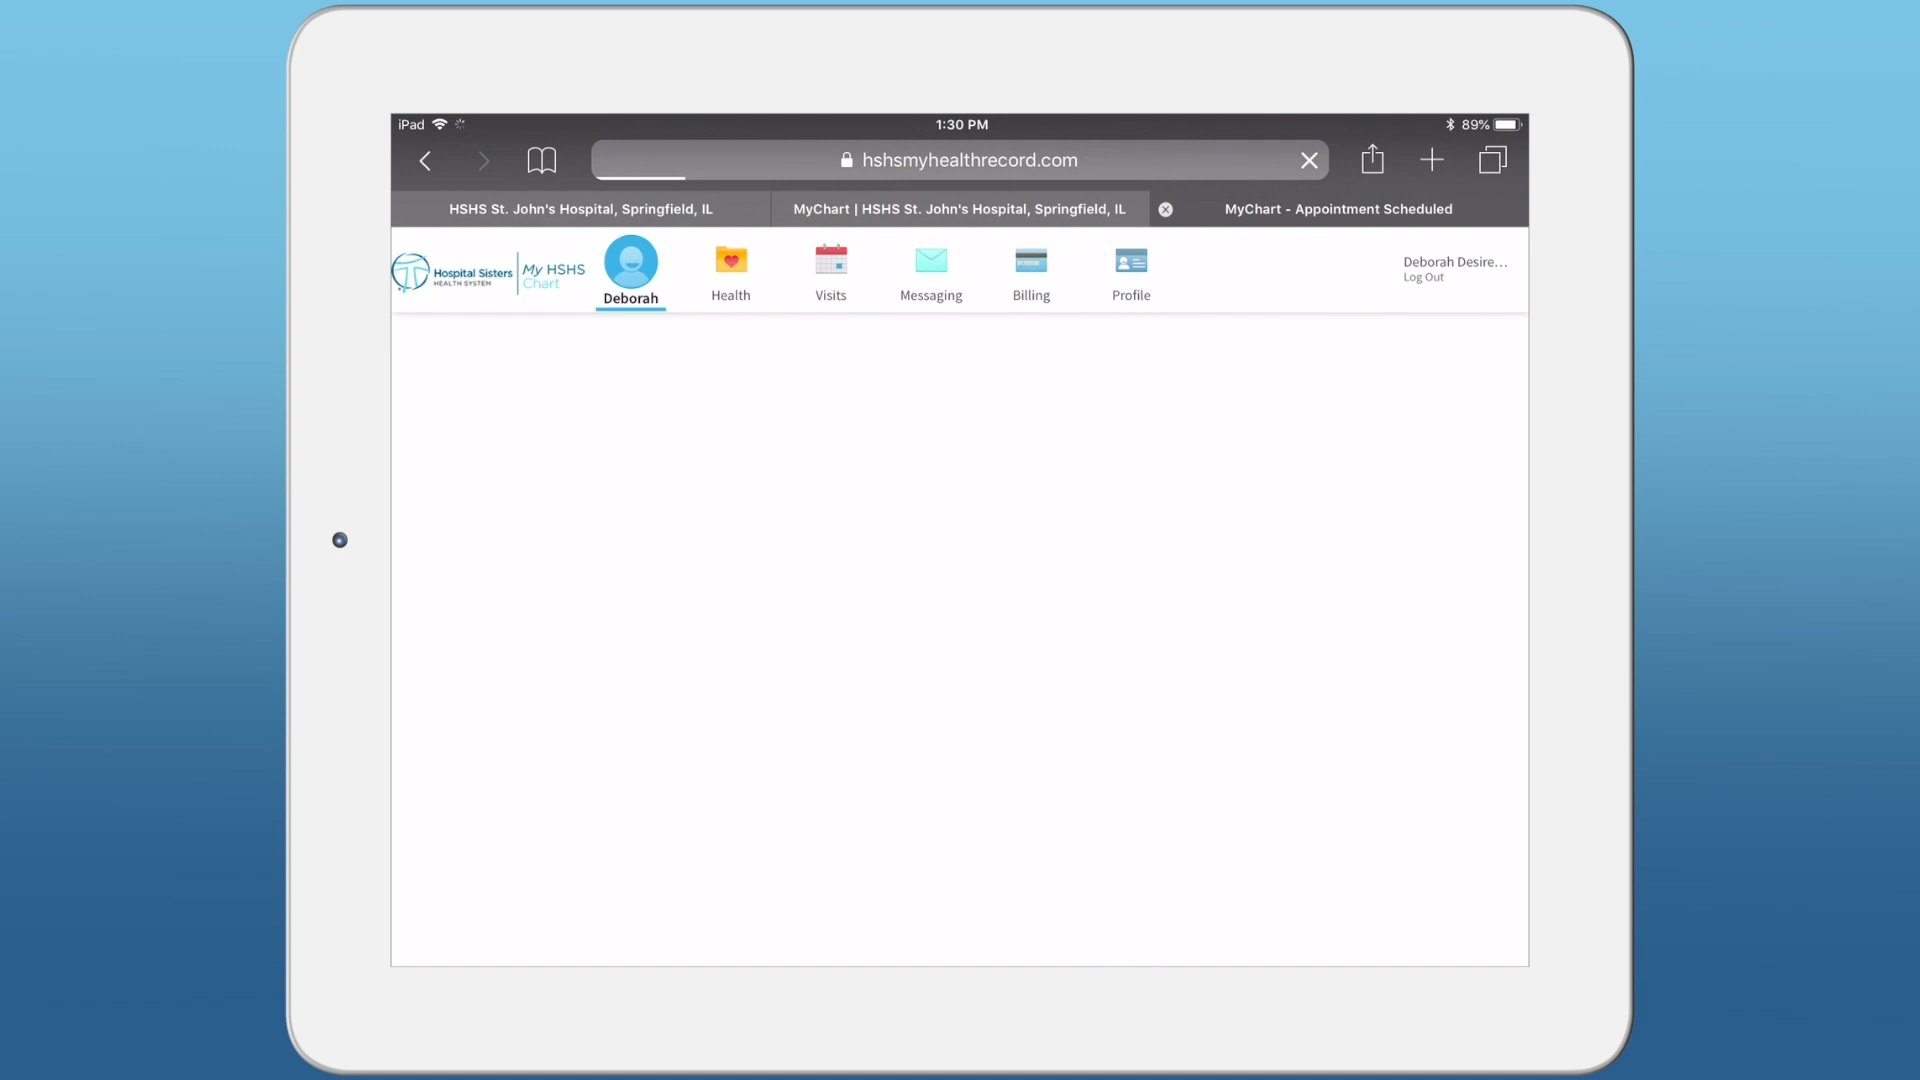 iPad
1:30 PM
89%
hshsmyhealthrecord.com
HSHS St. John's Hospital, Springfield, IL
MyChart | HSHS St. John's Hospital, Springfield, IL
MyChart - Appointment Scheduled
Hospital Sisters
HEALTH SYSTEM
My HSHS
Chart
Deborah
Health
Visits
Messaging
Billing
Profile
Deborah Desire...
Log Out